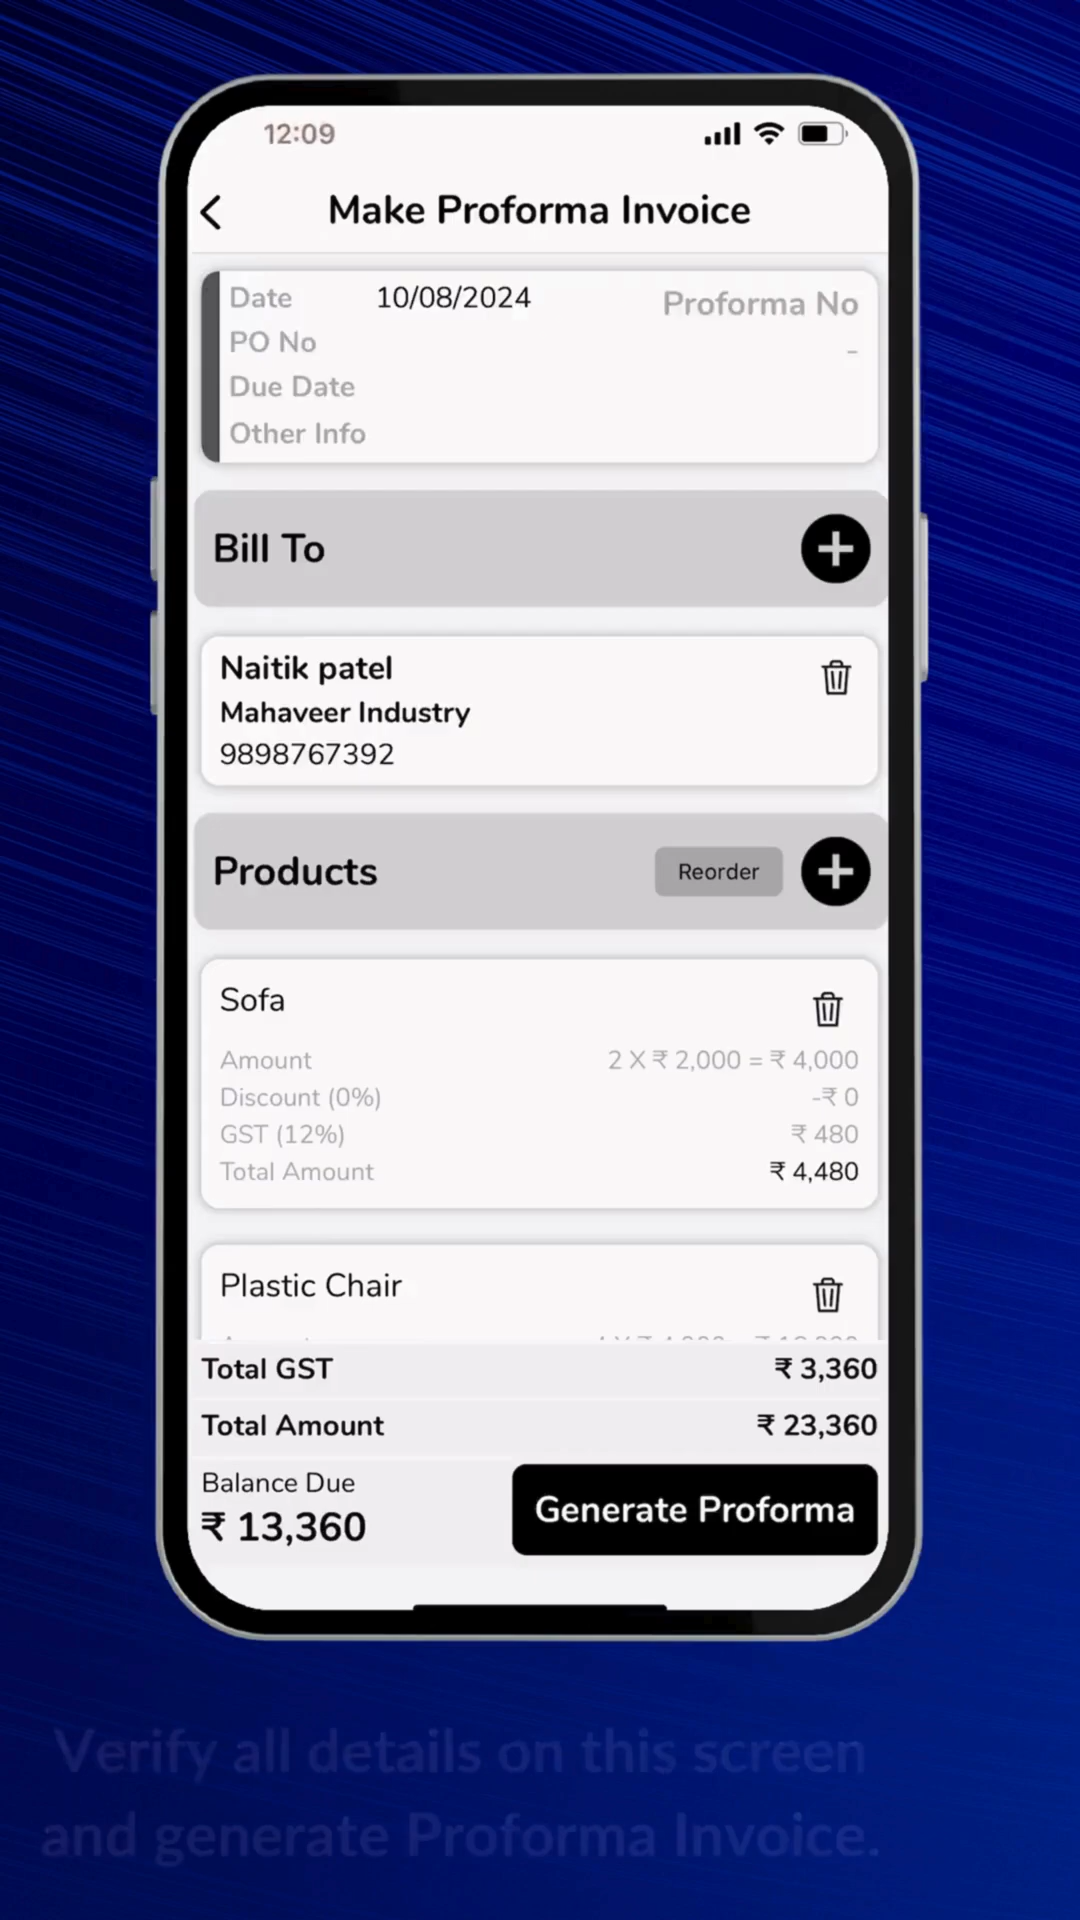 12:09
Make Proforma Invoice
Date 10/08/2024 Proforma No
PO No -
Due Date
Other Info
Bill To
Naitik patel
Mahaveer Industry
9898767392
Products Reorder
Sofa
Amount 2 X ₹ 2,000 = ₹ 4,000
Discount (0%) -₹ 0
GST (12%) ₹ 480
Total Amount ₹ 4,480
Plastic Chair
Total GST ₹ 3,360
Total Amount ₹ 23,360
Balance Due
₹ 13,360
Generate Proforma
Verify all details on this screen
and generate Proforma Invoice.